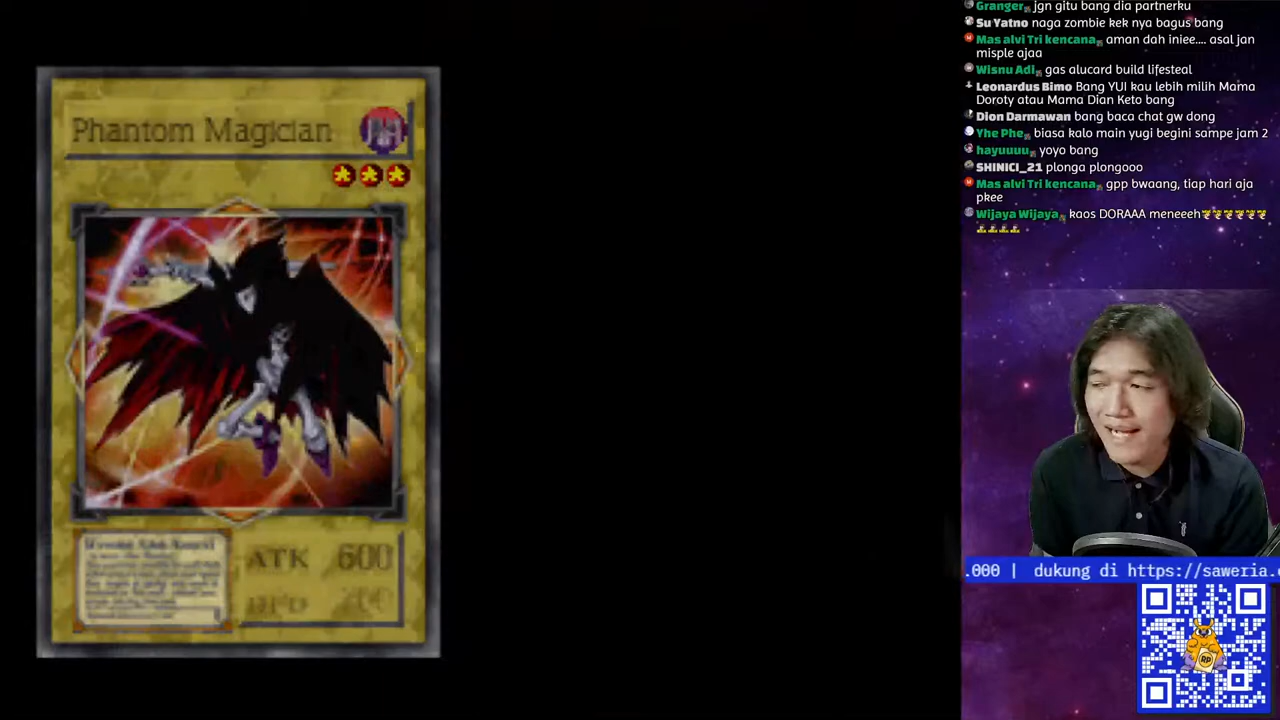 Phantom Magician
ATK 600
Granger jgn gitu bang dia partnerku
Su Yatno naga zombie kek nya bagus bang
Mas alvi Tri kencana aman dah iniee.... asal jan
misple ajaa
Wisnu Adi gas alucard build lifesteal
Leonardus Bimo Bang YUI kau lebih milih Mama
Doroty atau Mama Dian Keto bang
Dion Darmawan bang baca chat gw dong
Yhe Phe biasa kalo main yugi begini sampe jam 2
hayuuuu yoyo bang
SHINICI_21 plonga plongooo
Mas alvi Tri kencana gpp bwaang, tiap hari aja
pkee
Wijaya Wijaya kaos DORAAA meneeeh
.000 | dukung di https://saweria.
RP